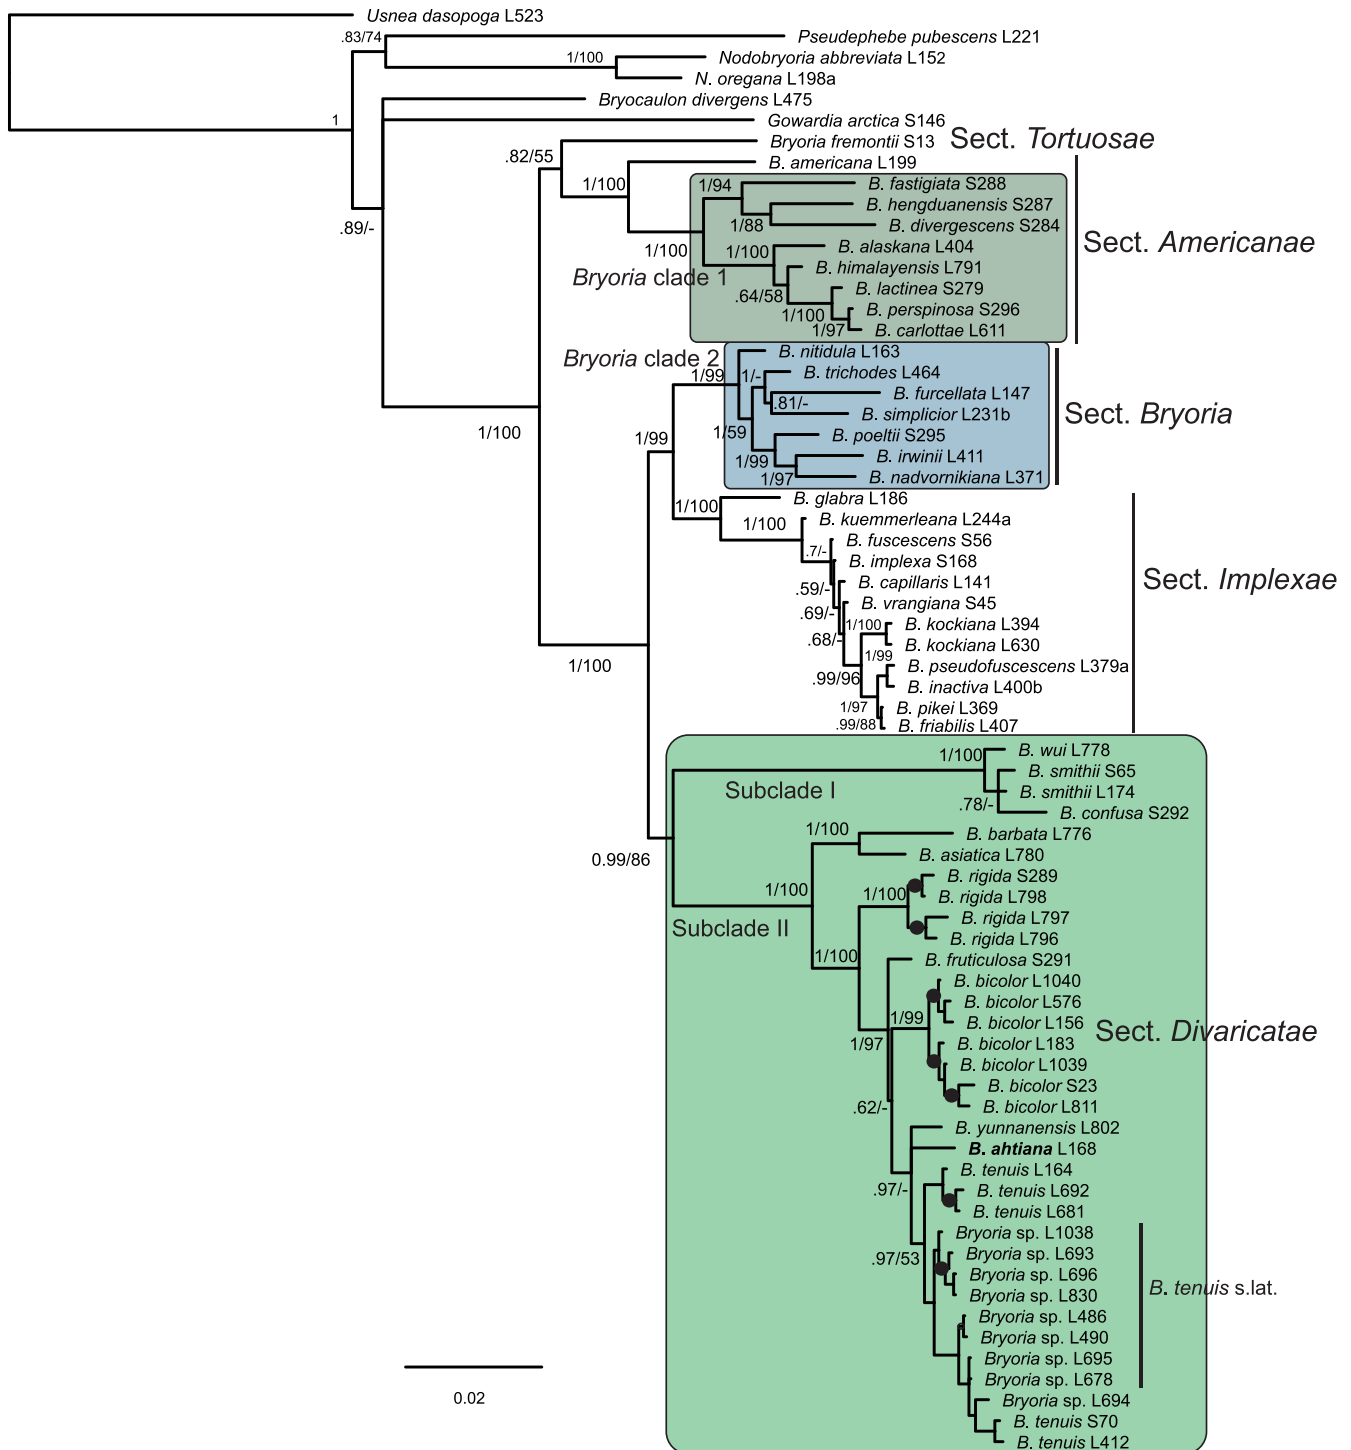 Usnea dasopoga L523
.83/74
Pseudephebe pubescens L221
1/100
Nodobryoria abbreviata L152
N. oregana L198a
Bryocaulon divergens L475
1
Gowardia arctica S146
Bryoria fremontii S13
Sect. Tortuosae
.82/55
B. americana L199
1/100
1/94
B. fastigiata S288
B. hengduanensis S287
1/88
B. divergescens S284
.89/-
1/100
1/100
B. alaskana L404
Sect. Americanae
Bryoria clade 1
B. himalayensis L791
.64/58
B. lactinea S279
1/100
B. perspinosa S296
1/97
B. carlottae L611
Bryoria clade 2
B. nitidula L163
1/99
1/-
B. trichodes L464
B. furcellata L147
.81/-
B. simplicior L231b
Sect. Bryoria
1/100
1/99
1/59
B. poeltii S295
1/99
B. irwinii L411
1/97
B. nadvornikiana L371
1/100
B. glabra L186
1/100
B. kuemmerleana L244a
B. fuscescens S56
.7/-
B. implexa S168
Sect. Implexae
B. capillaris L141
.59/-
B. vrangiana S45
.69/-
1/100
B. kockiana L394
.68/-
B. kockiana L630
1/99
1/100
B. pseudofuscescens L379a
.99/96
B. inactiva L400b
1/97
B. pikei L369
.99/88
B. friabilis L407
1/100
B. wui L778
B. smithii S65
Subclade I
B. smithii L174
.78/-
B. confusa S292
1/100
B. barbata L776
0.99/86
B. asiatica L780
B. rigida S289
1/100
1/100
B. rigida L798
B. rigida L797
Subclade II
B. rigida L796
1/100
B. fruticulosa S291
B. bicolor L1040
B. bicolor L576
1/99
B. bicolor L156
Sect. Divaricatae
1/97
B. bicolor L183
B. bicolor L1039
B. bicolor S23
.62/-
B. bicolor L811
B. yunnanensis L802
B. ahtiana L168
B. tenuis L164
.97/-
B. tenuis L692
B. tenuis L681
Bryoria sp. L1038
.97/53
Bryoria sp. L693
Bryoria sp. L696
B. tenuis s.lat.
Bryoria sp. L830
Bryoria sp. L486
Bryoria sp. L490
Bryoria sp. L695
Bryoria sp. L678
0.02
Bryoria sp. L694
B. tenuis S70
B. tenuis L412